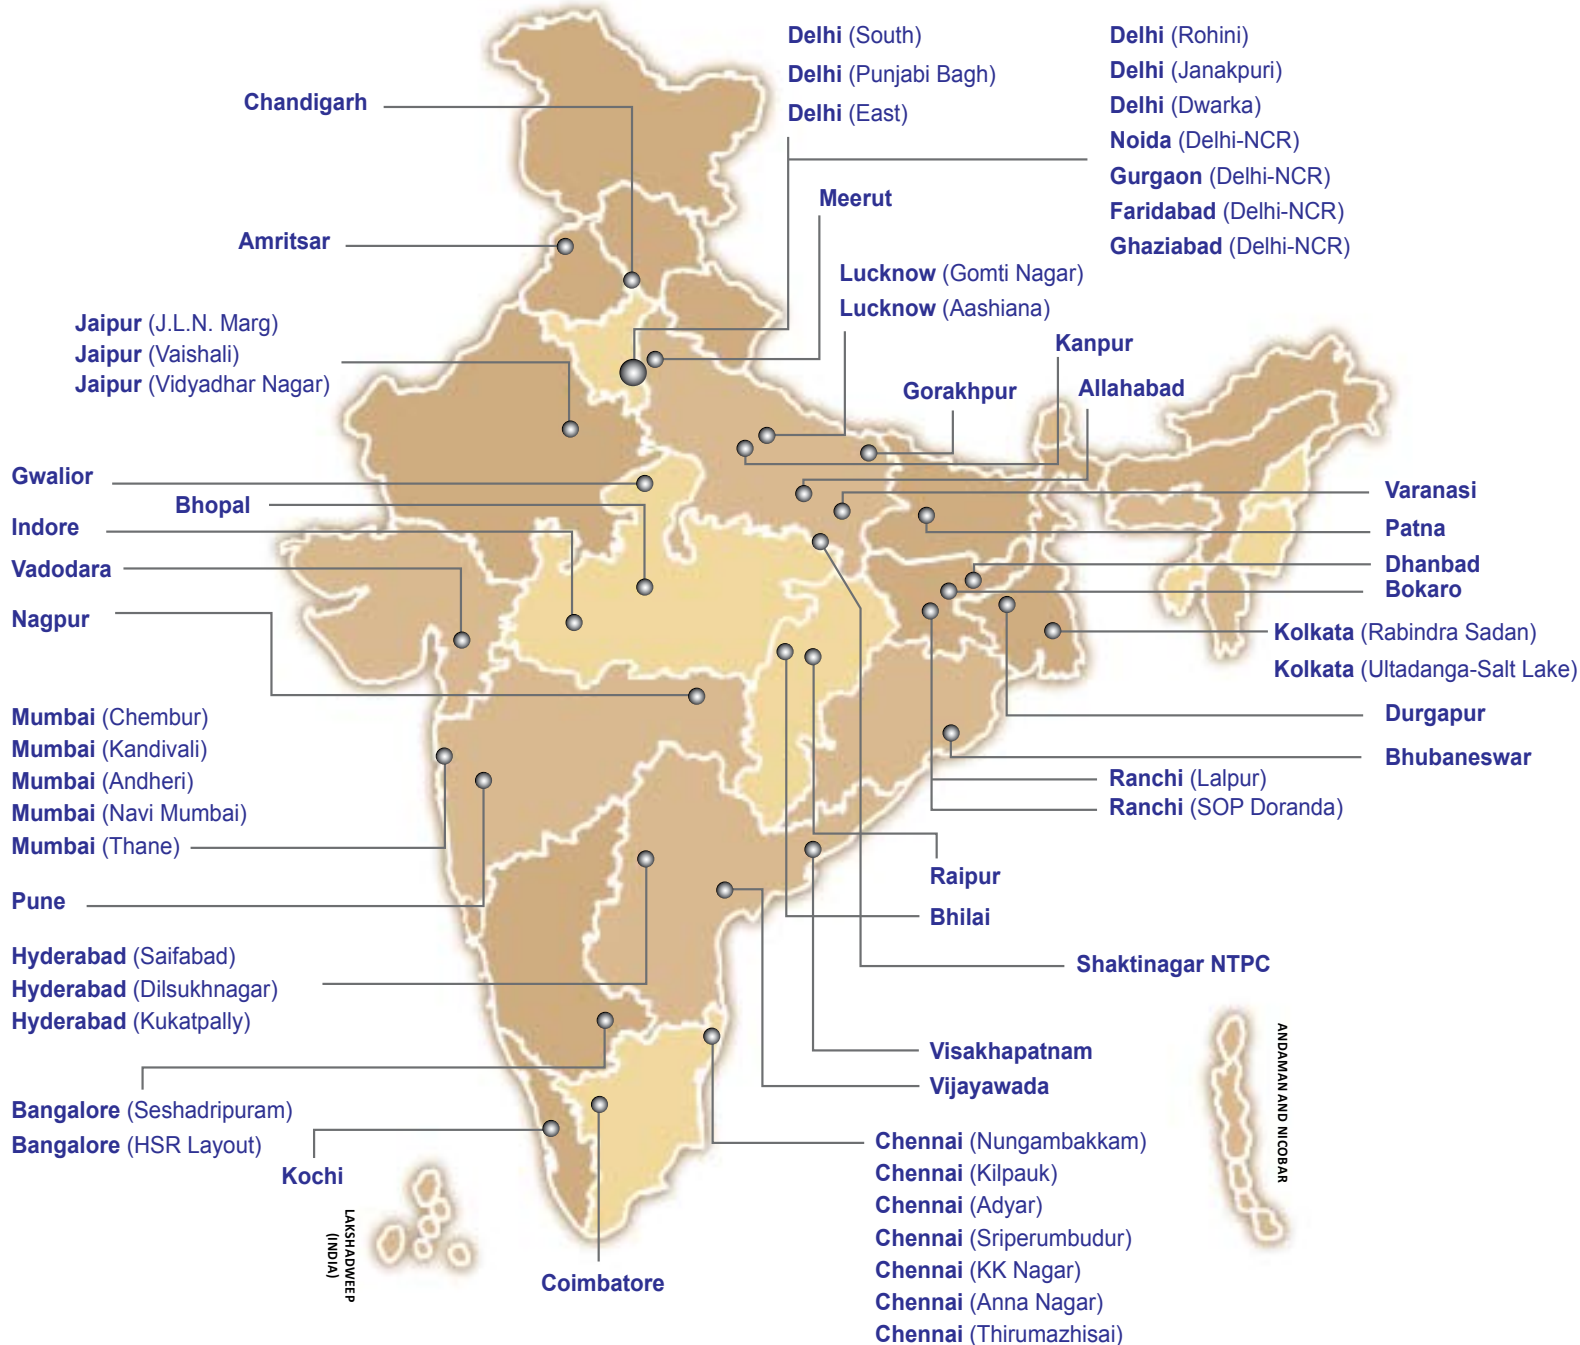 Delhi (South)
Delhi (Punjabi Bagh)
Delhi (East)
Delhi (Rohini)
Delhi (Janakpuri)
Delhi (Dwarka)
Noida (Delhi-NCR)
Gurgaon (Delhi-NCR)
Faridabad (Delhi-NCR)
Ghaziabad (Delhi-NCR)
Chandigarh
Meerut
Amritsar
Lucknow (Gomti Nagar)
Lucknow (Aashiana)
Jaipur (J.L.N. Marg)
Jaipur (Vaishali)
Jaipur (Vidyadhar Nagar)
Kanpur
Gorakhpur
Allahabad
Gwalior
Bhopal
Indore
Vadodara
Nagpur
Varanasi
Patna
Dhanbad
Bokaro
Kolkata (Rabindra Sadan)
Kolkata (Ultadanga-Salt Lake)
Durgapur
Bhubaneswar
Ranchi (Lalpur)
Ranchi (SOP Doranda)
Mumbai (Chembur)
Mumbai (Kandivali)
Mumbai (Andheri)
Mumbai (Navi Mumbai)
Mumbai (Thane)
Pune
Raipur
Bhilai
Shaktinagar NTPC
Hyderabad (Saifabad)
Hyderabad (Dilsukhnagar)
Hyderabad (Kukatpally)
Visakhapatnam
Vijayawada
Bangalore (Seshadripuram)
Bangalore (HSR Layout)
Kochi
Chennai (Nungambakkam)
Chennai (Kilpauk)
Chennai (Adyar)
Chennai (Sriperumbudur)
Chennai (KK Nagar)
Chennai (Anna Nagar)
Chennai (Thirumazhisai)
Coimbatore
LAKSHADWEEP
(INDIA)
ANDAMAN AND NICOBAR